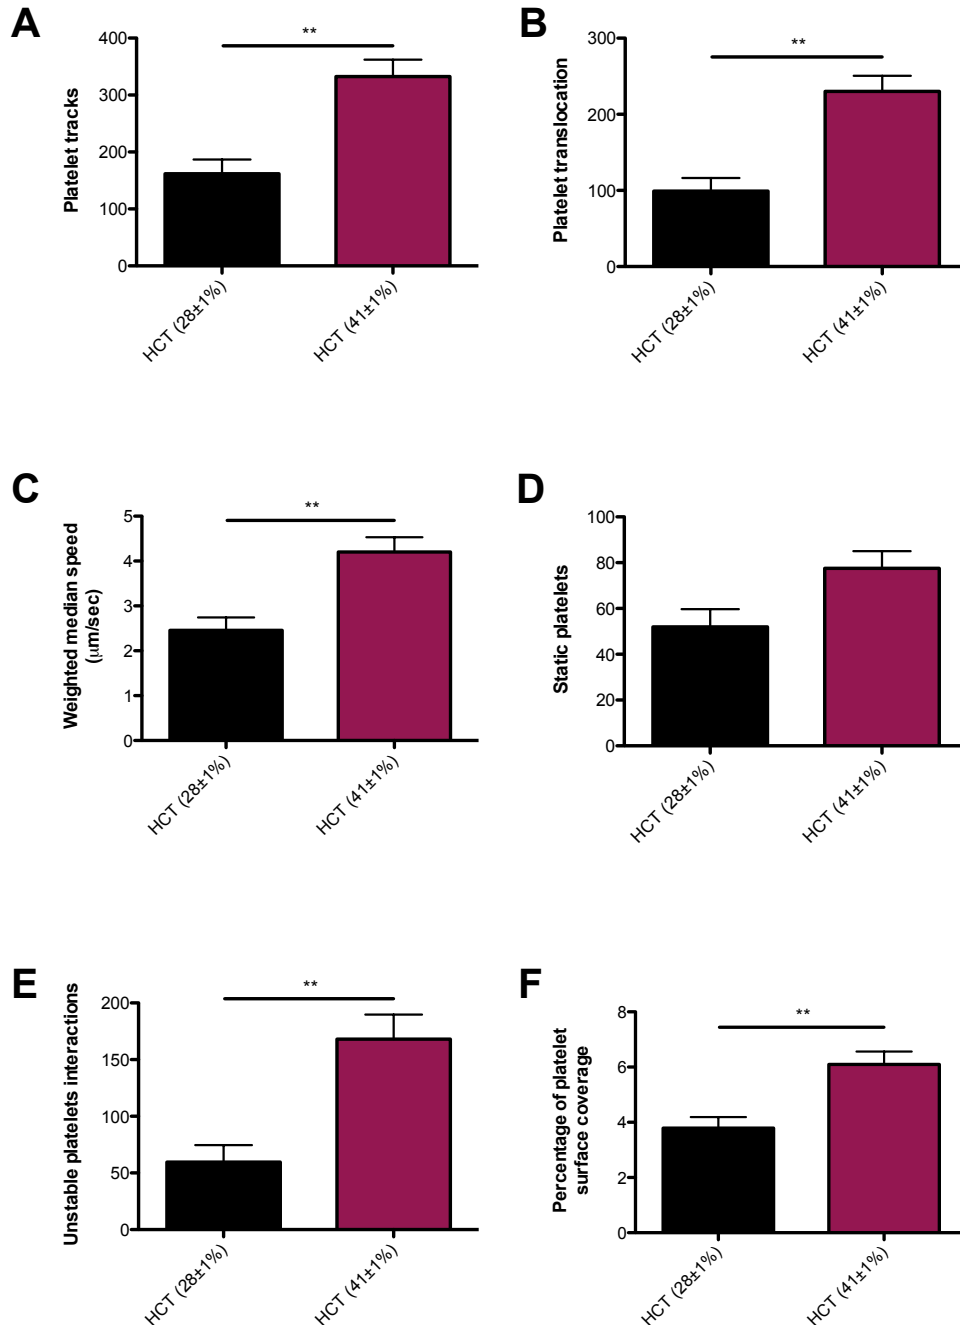 A
**
Platelet tracks
400
300
200
100
0
HCT (28±1%)
HCT (41±1%)
B
**
Platelet translocation
300
200
100
0
HCT (28±1%)
HCT (41±1%)
C
**
Weighted median speed
(μm/sec)
5
4
3
2
1
0
HCT (28±1%)
HCT (41±1%)
D
Static platelets
100
80
60
40
20
0
HCT (28±1%)
HCT (41±1%)
E
**
Unstable platelets interactions
200
150
100
50
0
HCT (28±1%)
HCT (41±1%)
F
**
Percentage of platelet
surface coverage
8
6
4
2
0
HCT (28±1%)
HCT (41±1%)